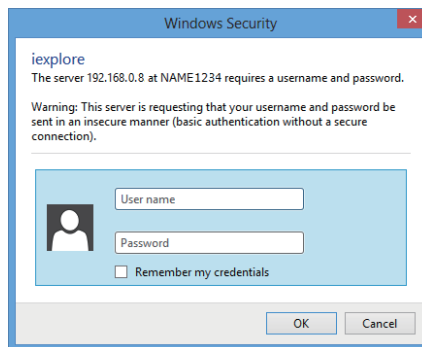 Windows Security
iexplore
The server 192.168.0.8 at NAME1234 requires a username and password.
Warning: This server is requesting that your username and password be
sent in an insecure manner (basic authentication without a secure
connection).
User name
Password
Remember my credentials
OK Cancel